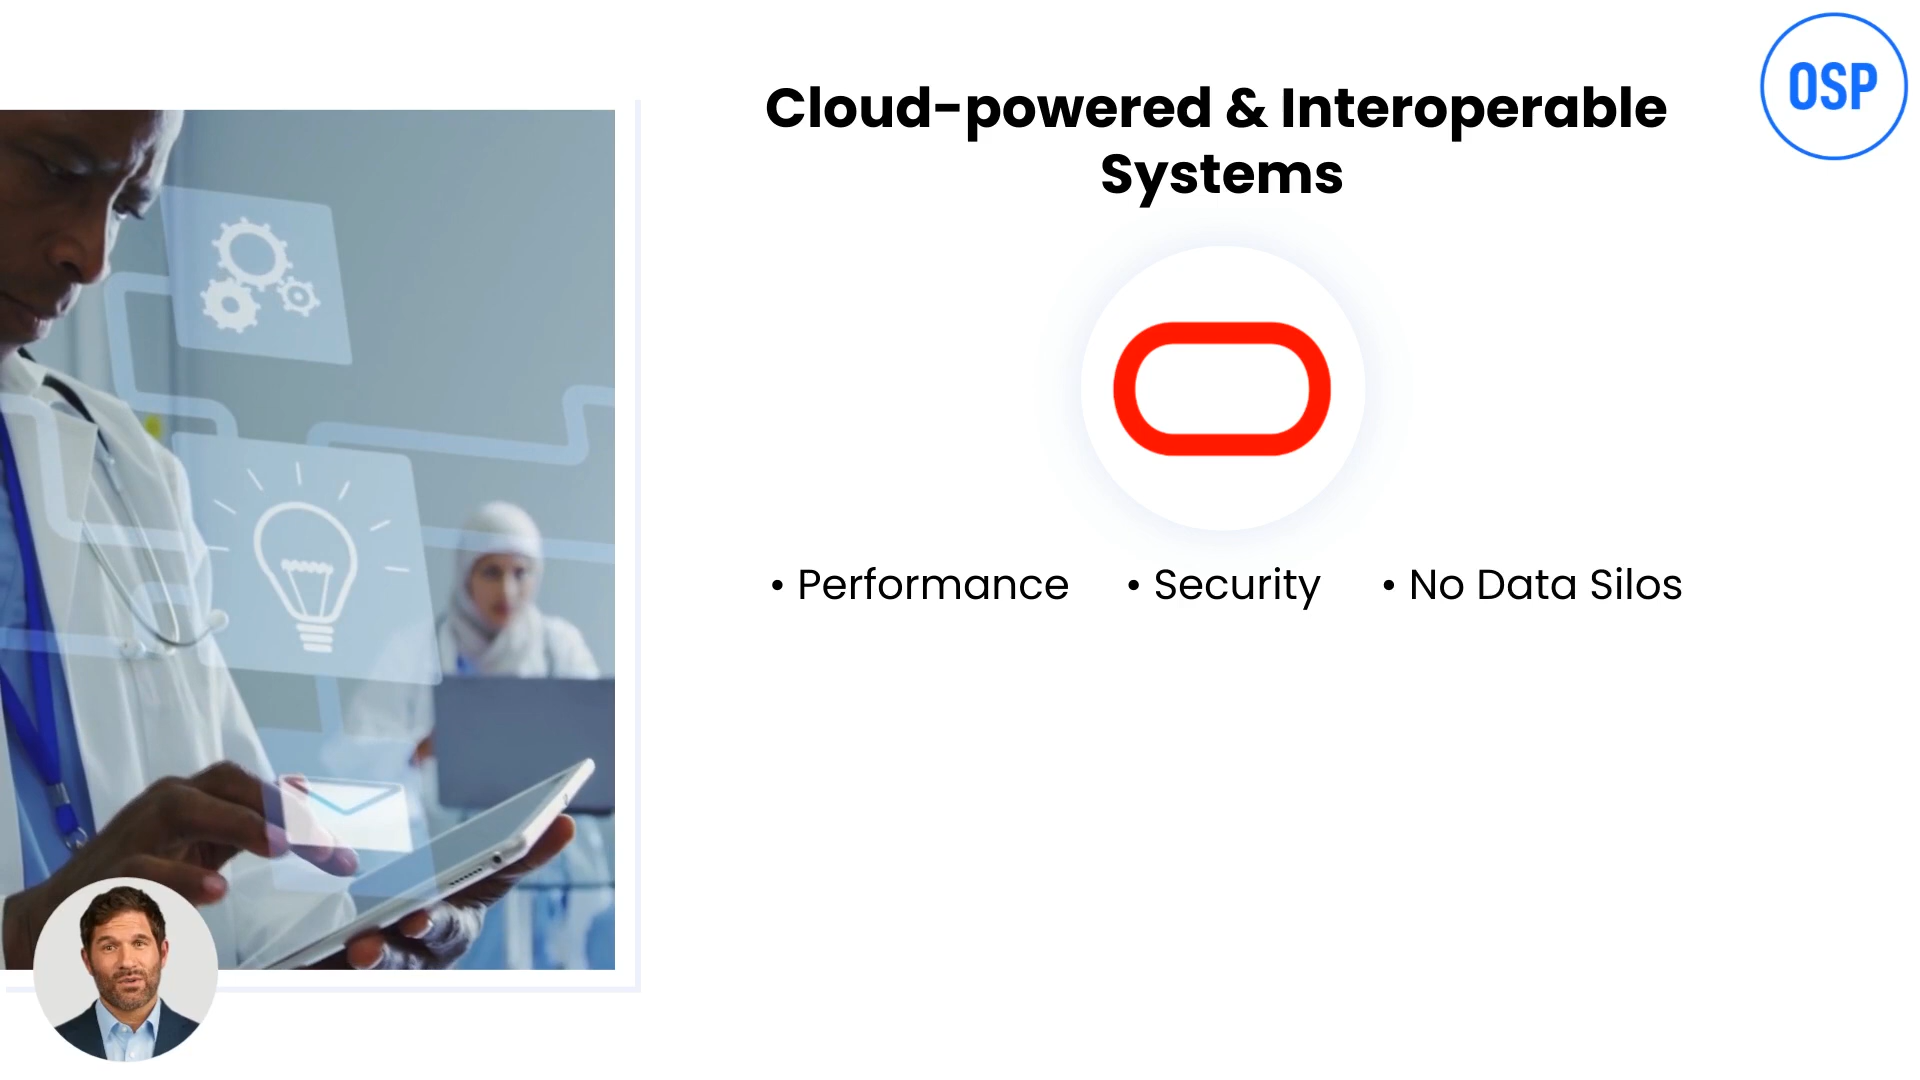 Cloud-powered & Interoperable
Systems
OSP
• Performance • Security • No Data Silos